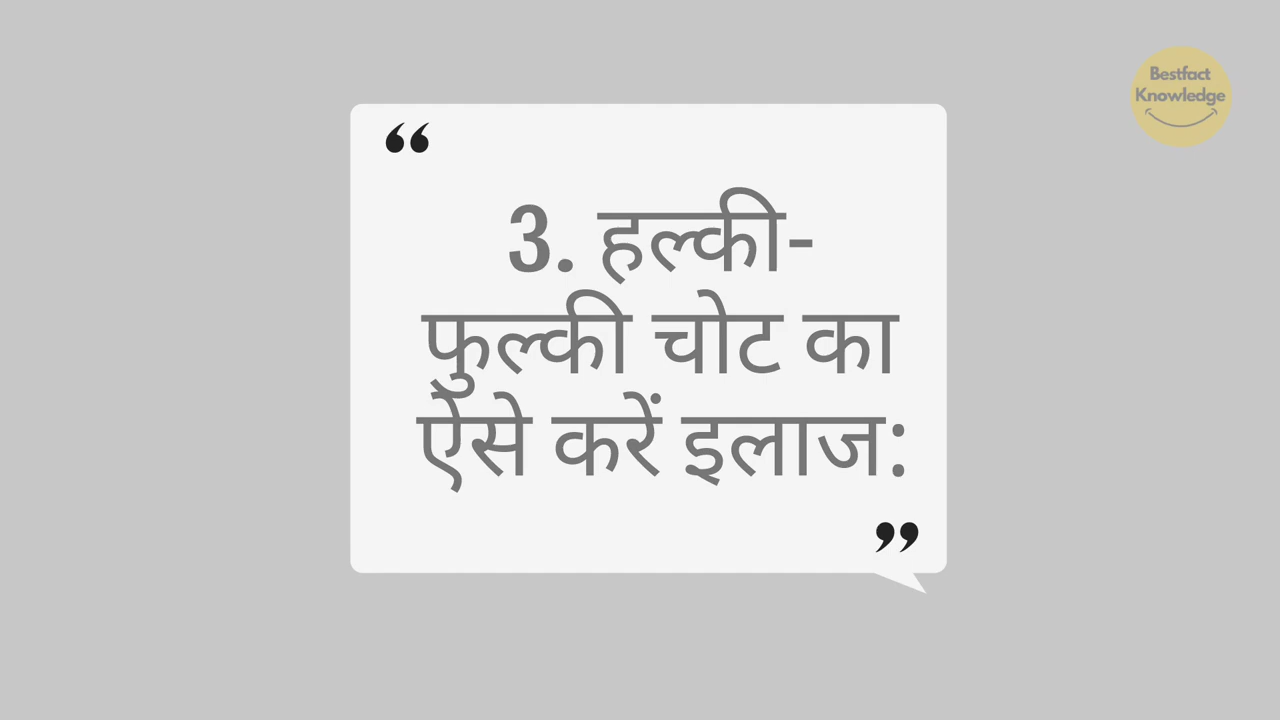 Bestfact
Knowledge
“
3. हल्की-
फुल्की चोट का
ऐसे करें इलाज:
”